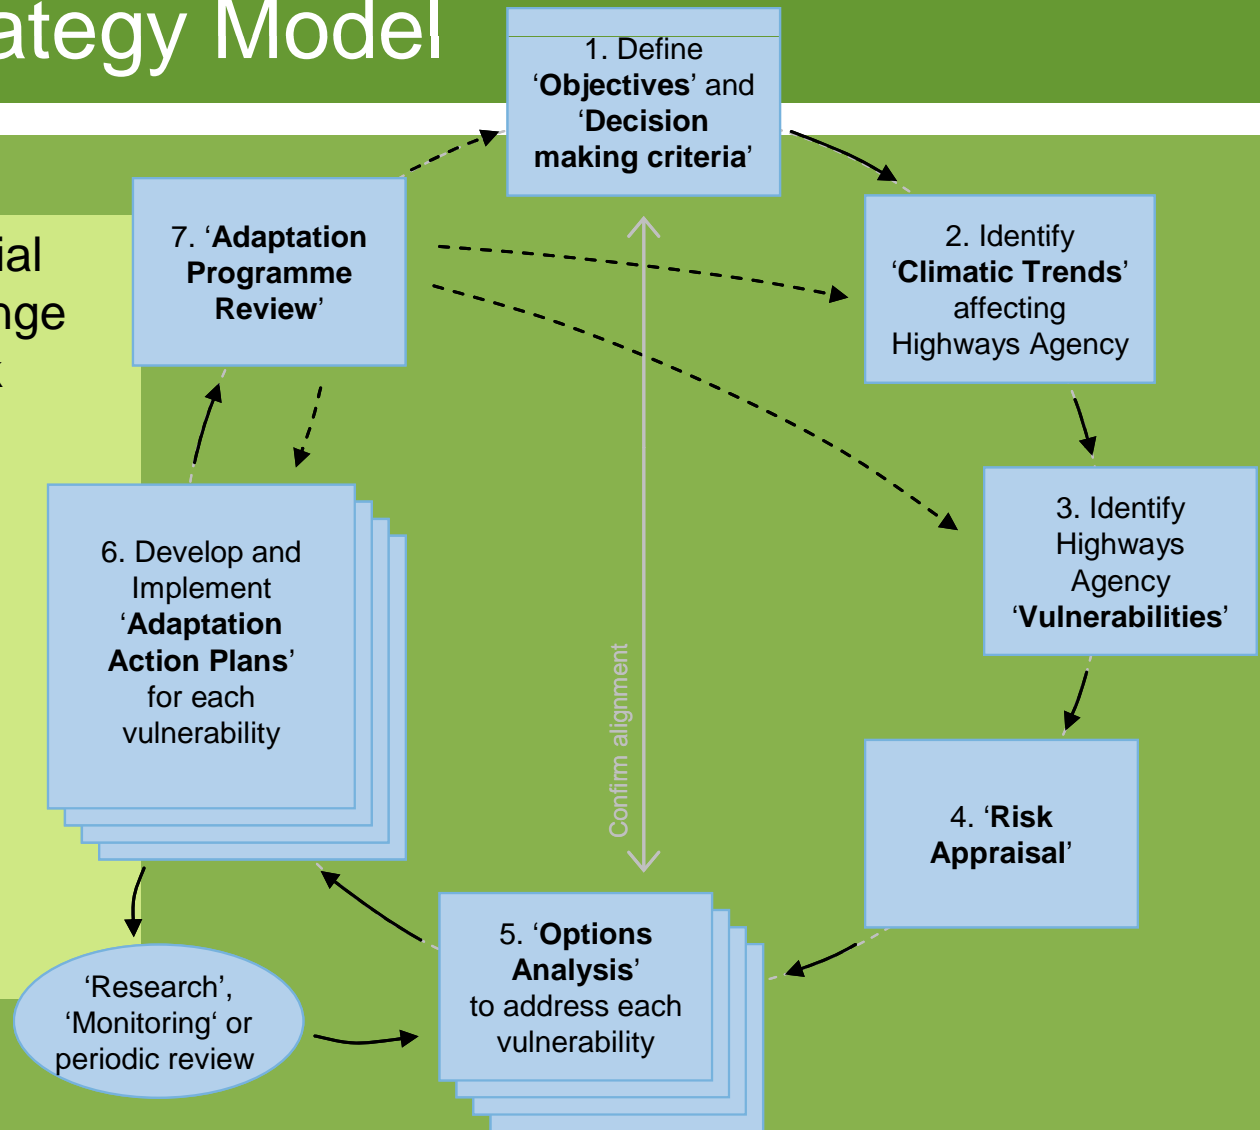 ategy Model
1. Define
‘Objectives’ and
‘Decision
making criteria’
7. ‘Adaptation
Programme
Review’
2. Identify
‘Climatic Trends’
affecting
Highways Agency
ial
nge
3. Identify
Highways
Agency
‘Vulnerabilities’
6. Develop and
Implement
‘Adaptation
Action Plans’
for each
vulnerability
Confirm alignment
4. ‘Risk
Appraisal’
5. ‘Options
Analysis’
to address each
vulnerability
‘Research’,
‘Monitoring‘ or
periodic review